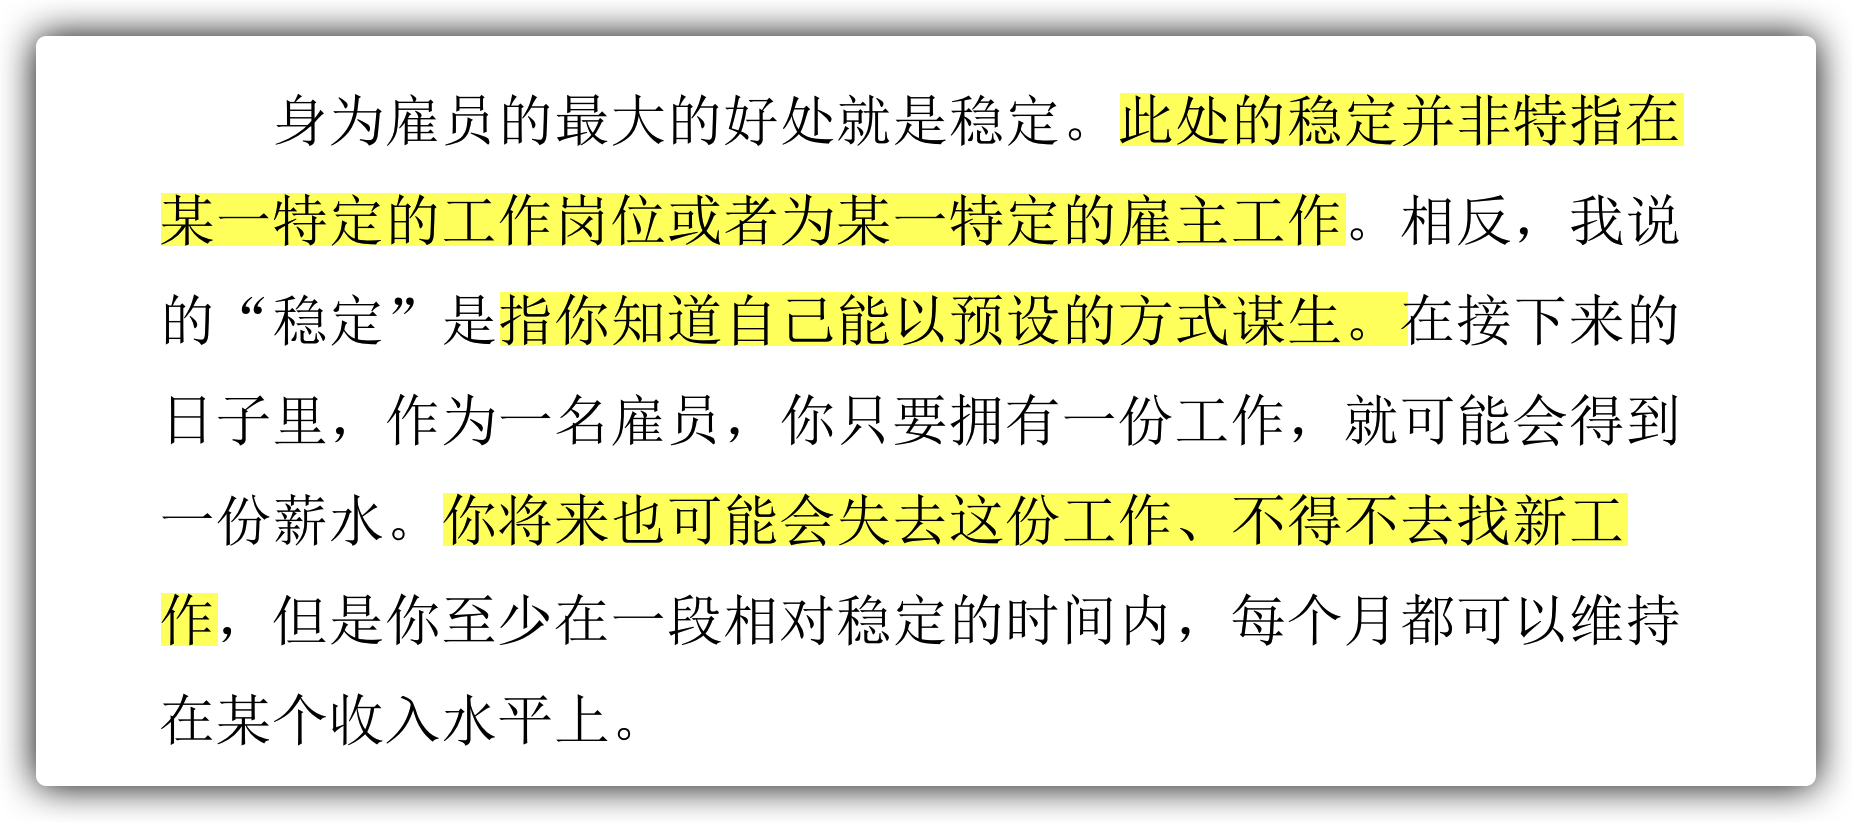 身为雇员的最大的好处就是稳定。此处的稳定并非特指在
某一特定的工作岗位或者为某一特定的雇主工作。相反，我说
的“稳定”是指你知道自己能以预设的方式谋生。在接下来的
日子里，作为一名雇员，你只要拥有一份工作，就可能会得到
一份薪水。你将来也可能会失去这份工作、不得不去找新工
作，但是你至少在一段相对稳定的时间内，每个月都可以维持
在某个收入水平上。